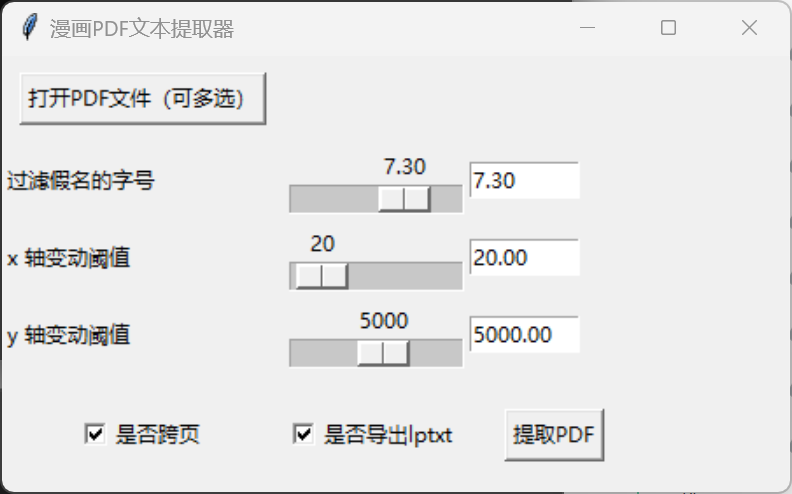 漫画PDF文本提取器
打开PDF文件（可多选）
7.30
过滤假名的字号 7.30
20
x 轴变动阈值 20.00
5000
y 轴变动阈值 5000.00
是否跨页 是否导出lptxt 提取PDF